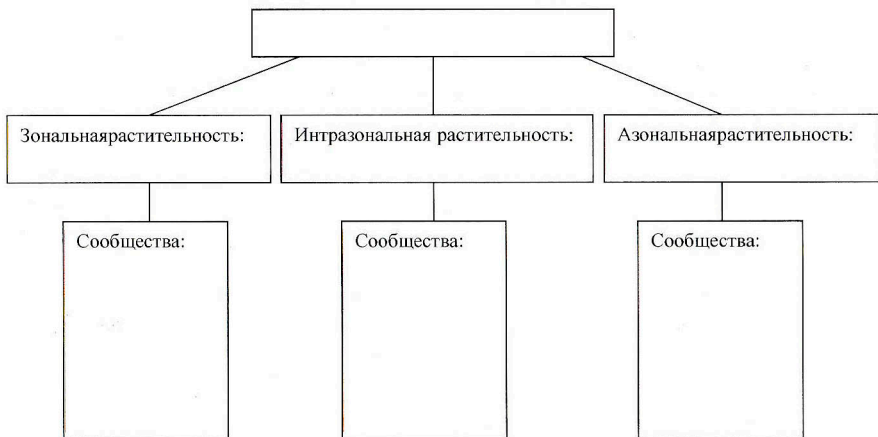 Зональнаярастительность:
Интразональная растительность:
Азональнаярастительность:
Сообщества:
Сообщества:
Сообщества: